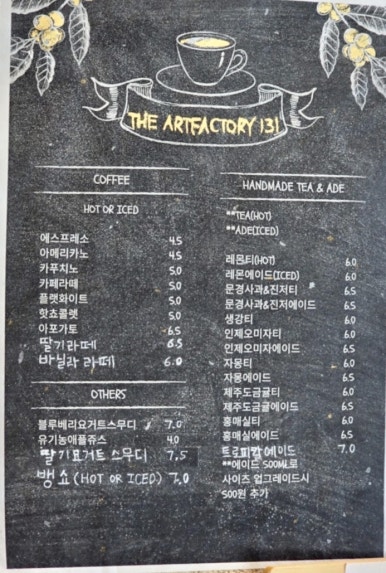 THE ARTFACTORY 131
COFFEE
HOT OR ICED
에스프레소 4.5
아메리카노 4.5
카푸치노 5.0
카페라떼 5.0
플랫화이트 5.0
핫쵸콜렛 5.0
아포가토 6.5
딸기라떼 6.5
바닐라 라떼 6.0
OTHERS
블루베리요거트스무디 7.0
유기농애플쥬스 4.0
딸기요거트 스무디 7.5
뱅쇼 (HOT OR ICED) 7.0
HANDMADE TEA & ADE
**TEA(HOT)
**ADE(ICED)
레몬티(HOT) 6.0
레몬에이드(ICED) 6.0
문경사과&진저티 6.5
문경사과&진저에이드 6.5
생강티 6.0
인제오미자티 6.0
인제오미자에이드 6.5
자몽티 6.0
자몽에이드 6.5
제주도금귤티 6.0
제주도금귤에이드 6.5
홍매실티 6.0
홍매실에이드 6.5
트로피칼에이드 7.0
**에이드 500ML로
사이즈 업그레이드시
500원 추가